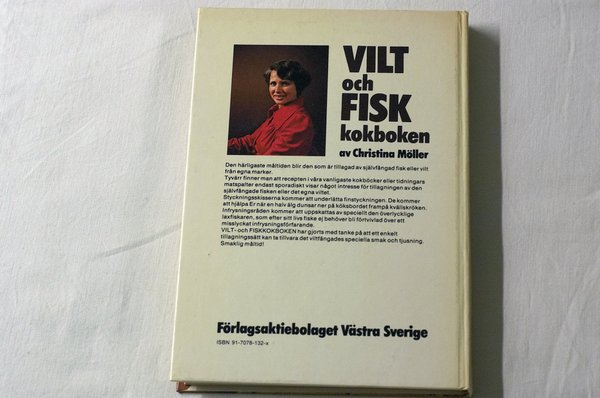 VILT
och
FISK
kokboken
av Christina Möller
Den härligaste måltiden blir den som är tillagad av självfångad fisk eller vilt
från egna marker.
Tyvärr finner man att recepten i våra vanligaste kokböcker eller tidningars
matspalter endast sporadiskt visar något intresse för tillagningen av den
självfångade fisken eller det egna viltet.
Styckningsskisserna kommer att underlätta finstyckningen. De kommer
att hjälpa Er när en halv älg dunsar ner på köksbordet frampå kvällskröken.
Infrysningsråden kommer att uppskattas av speciellt den överlycklige
laxfiskaren, som efter sitt livs fiske ej behöver bli förtvivlad över ett
misslyckat infrysningsförfarande.
VILT- och FISKKOKBOKEN har gjorts med tanke på att ett enkelt
tillagningssätt kan ta tillvara det viltfångades speciella smak och tjusning.
Smaklig måltid!
Förlagsaktiebolaget Västra Sverige
ISBN 91-7078-132-x